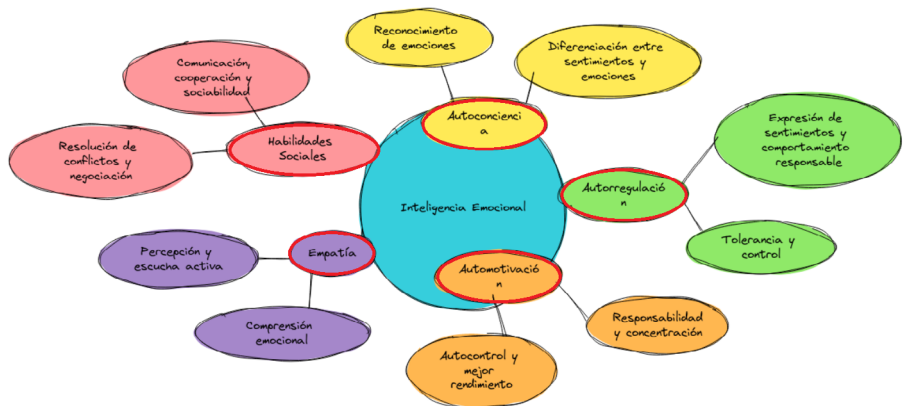 Reconocimiento
de emociones
Diferenciación entre
sentimientos y
emociones
Comunicación,
cooperación y
sociabilidad
Autoconcienci
a
Expresión de
sentimientos y
comportamiento
responsable
Habilidades
Sociales
Resolución de
conflictos y
negociación
Autorregulació
n
Inteligencia Emocional
Tolerancia y
control
Percepción y
escucha activa
Empatía
Automotivació
n
Comprensión
emocional
Responsabilidad
y concentración
Autocontrol y
mejor
rendimiento